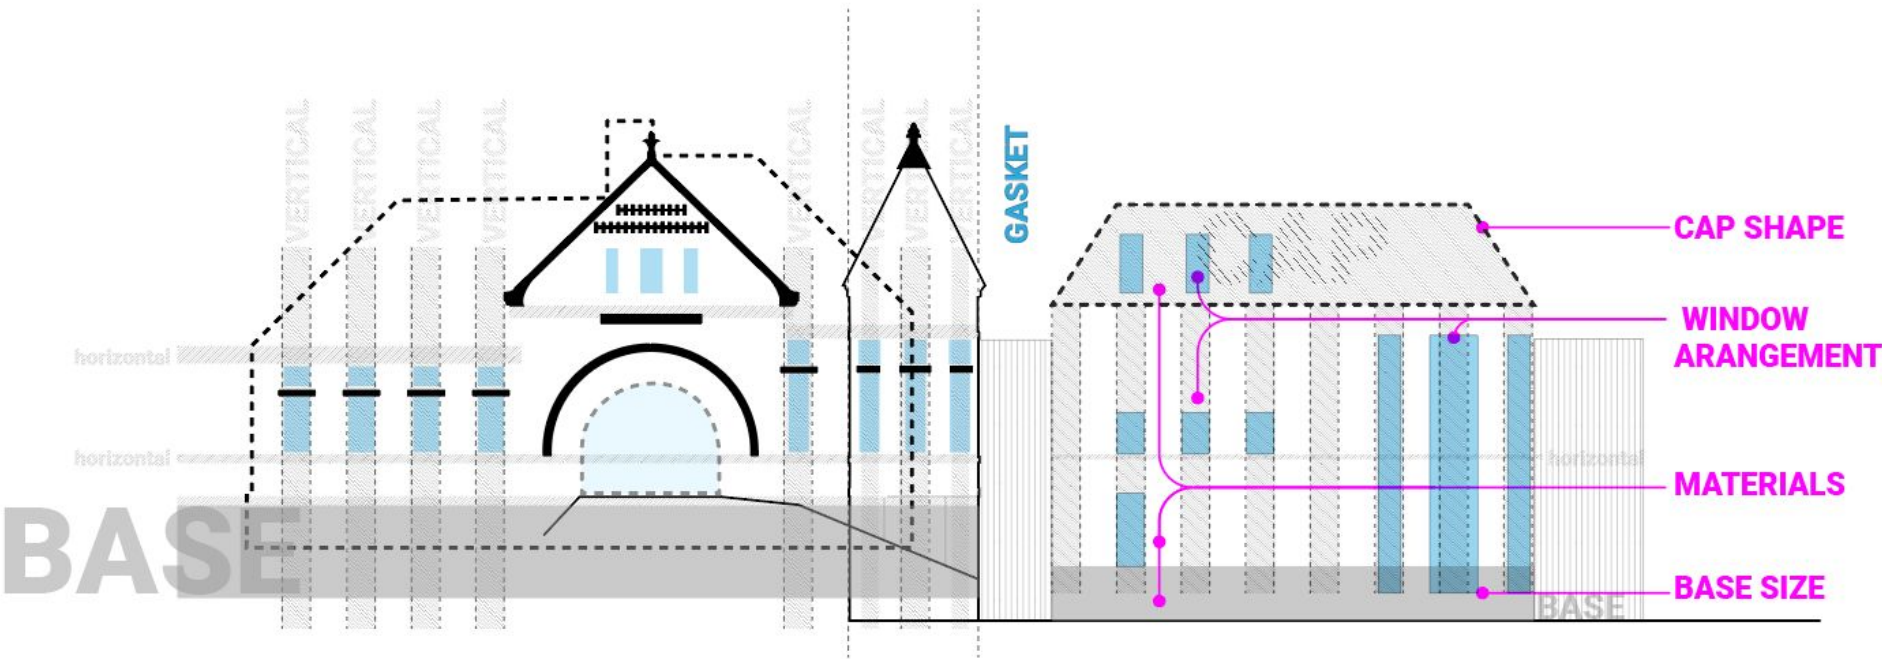 VERTICAL
VERTICAL
VERTICAL
VERTICAL
VERTICAL
VERTICAL
VERTICAL
VERTICAL
GASKET
CAP
CAP SHAPE
WINDOW
ARANGEMENT
horizontal
horizontal
horizontal
MATERIALS
BASE
BASE SIZE
BASE